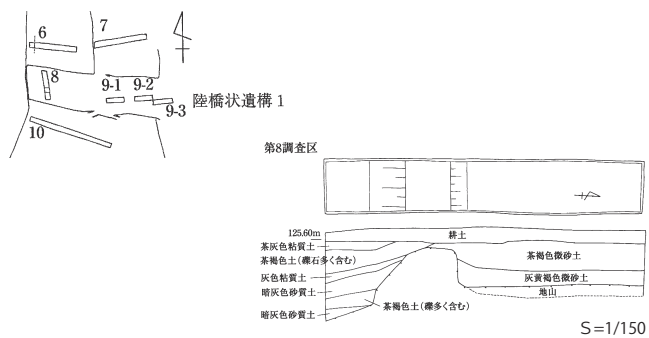 6
7
8
9-1
9-2
陸橋状遺構 1
9-3
10
第8調査区
125.60m
耕土
茶灰色粘質土
茶褐色土(礫石多く含む)
茶褐色微砂土
灰色粘質土
灰黄褐色微砂土
暗灰色砂質土
地山
茶褐色土(礫多く含む)
暗灰色砂質土
S=1/150